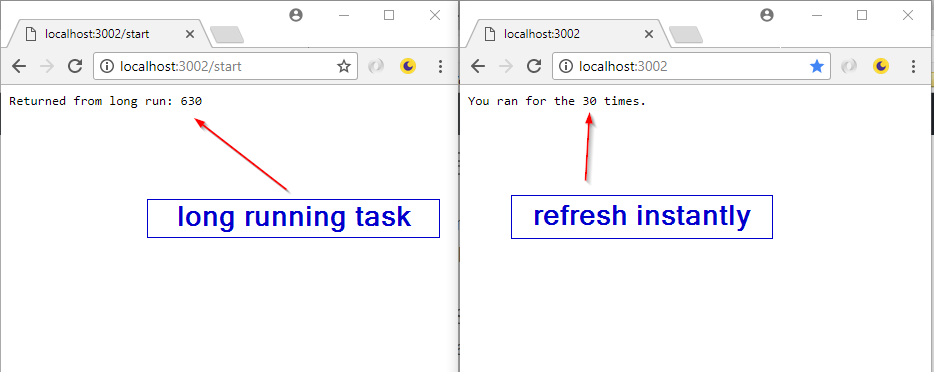 localhost:3002/start
localhost:3002/start
Returned from long run: 630
long running task
localhost:3002
localhost:3002
You ran for the 30 times.
refresh instantly